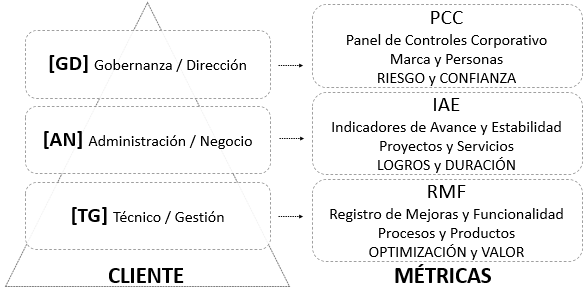 [GD] Gobernanza / Dirección
PCC
Panel de Controles Corporativo
Marca y Personas
RIESGO y CONFIANZA
[AN] Administración / Negocio
IAE
Indicadores de Avance y Estabilidad
Proyectos y Servicios
LOGROS y DURACIÓN
[TG] Técnico / Gestión
RMF
Registro de Mejoras y Funcionalidad
Procesos y Productos
OPTIMIZACIÓN y VALOR
CLIENTE
MÉTRICAS